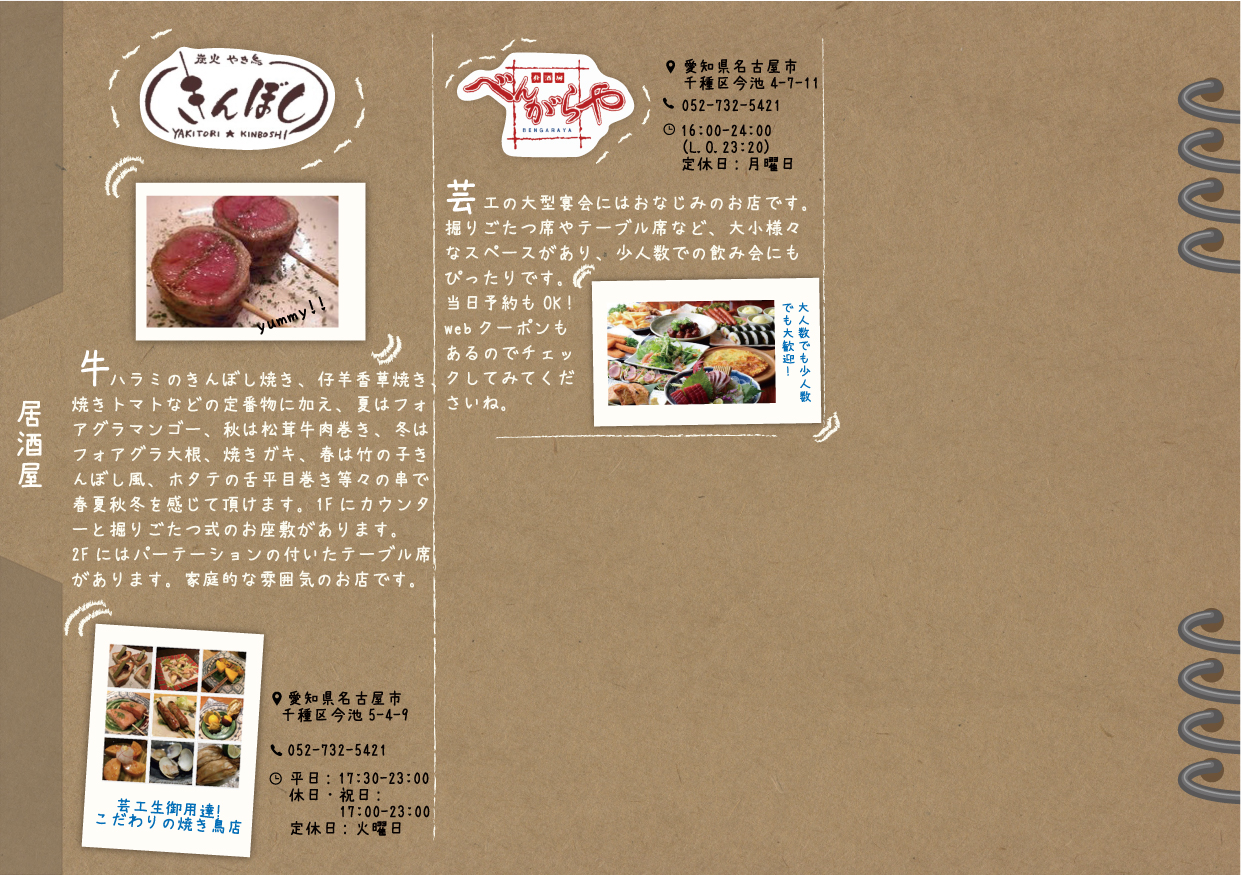 居酒屋
炭火 やき鳥
きんぼし
YAKITORI ★ KINBOSHI
yummy!!
牛ハラミのきんぼし焼き、仔羊香草焼き、
焼きトマトなどの定番物に加え、夏はフォ
アグラマンゴー、秋は松茸牛肉巻き、冬は
フォアグラ大根、焼きガキ、春は竹の子き
んぼし風、ホタテの舌平目巻き等々の串で
春夏秋冬を感じて頂けます。1Fにカウンタ
ーと掘りごたつ式のお座敷があります。
2Fにはパーテーションの付いたテーブル席
があります。家庭的な雰囲気のお店です。
芸工生御用達!
こだわりの焼き鳥店
愛知県名古屋市
千種区今池 5-4-9
052-732-5421
平日：17:30-23:00
休日・祝日：
17:00-23:00
定休日：火曜日
居酒屋
べんがらや
BENGARAYA
愛知県名古屋市
千種区今池 4-7-11
052-732-5421
16:00-24:00
(L.O.23:20)
定休日：月曜日
芸工の大型宴会にはおなじみのお店です。
掘りごたつ席やテーブル席など、大小様々
なスペースがあり、少人数での飲み会にも
ぴったりです。
当日予約もOK!
webクーポンも
あるのでチェッ
クしてみてくだ
さいね。
大人数でも少人数
でも大歓迎!